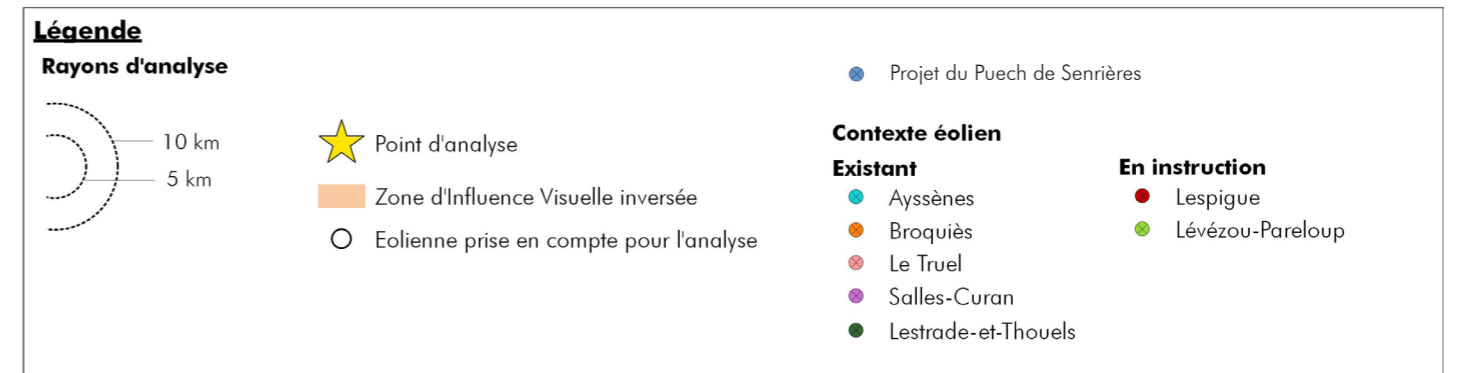 Légende
Rayons d'analyse
10 km
5 km
Point d'analyse
Zone d'Influence Visuelle inversée
Eolienne prise en compte pour l'analyse
Projet du Puech de Senrières
Contexte éolien
Existant
Ayssènes
Broquiès
Le Truel
Salles-Curan
Lestrade-et-Thouels
En instruction
Lespigue
Lévézou-Pareloup